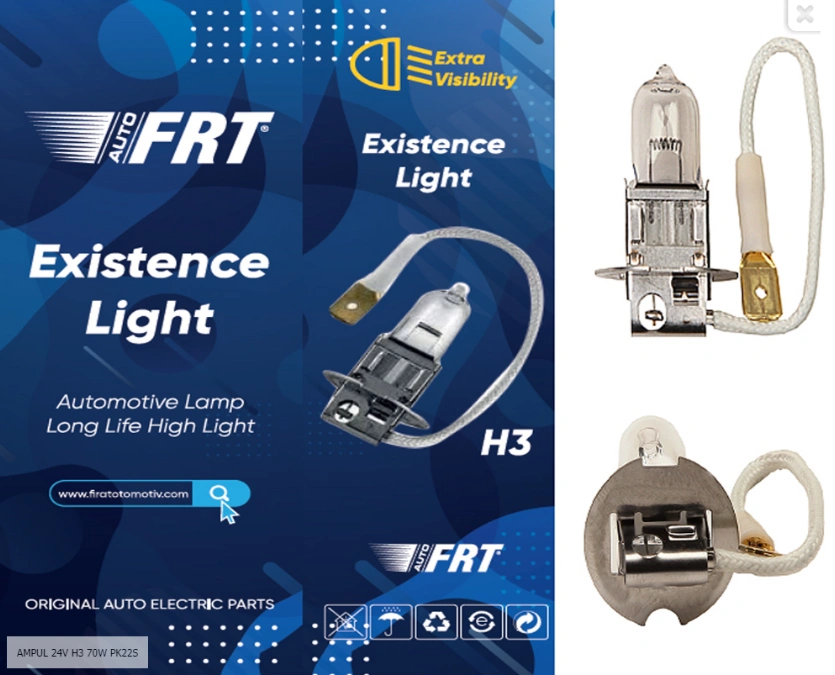 AUTO FRT®
Existence
Light
Automotive Lamp
Long Life High Light
www.firatotomotiv.com
ORIGINAL AUTO ELECTRIC PARTS
AMPUL 24V H3 70W PK22S
Extra
Visibility
Existence
Light
H3
AUTO FRT